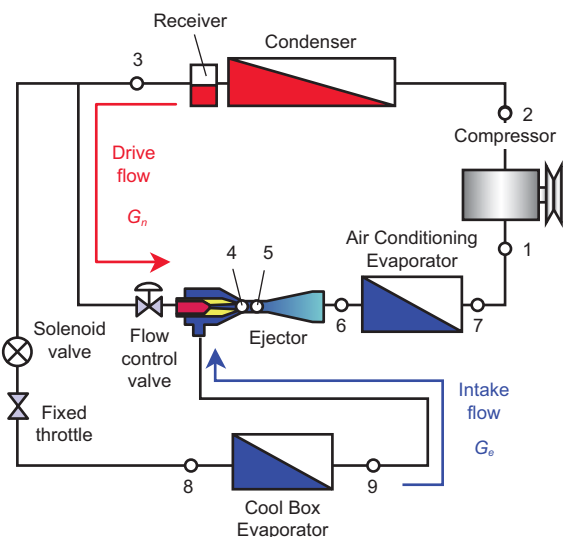 Receiver
Condenser
3
2
Compressor
Drive
flow
Gn
1
Air Conditioning
Evaporator
4
5
6
7
Ejector
Solenoid
valve
Flow
control
valve
Fixed
throttle
Intake
flow
Ge
8
9
Cool Box
Evaporator